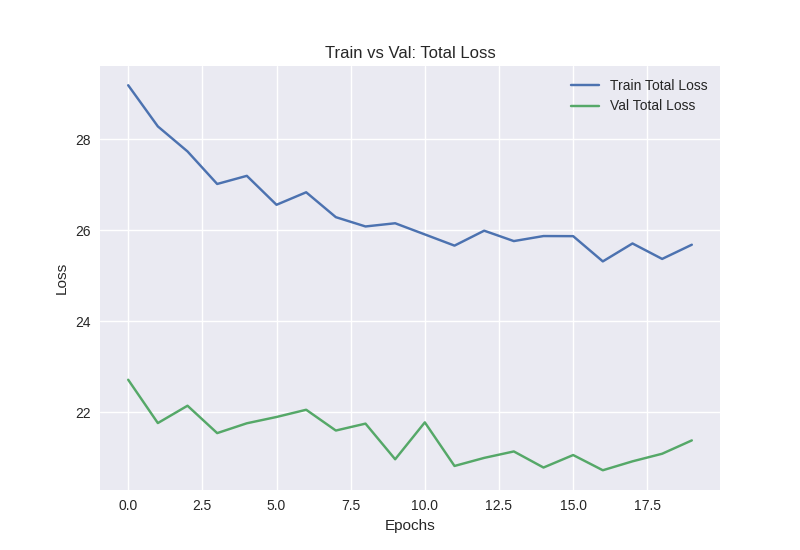 Train vs Val: Total Loss
Train Total Loss
Val Total Loss
28
26
24
22
Loss
0.0 2.5 5.0 7.5 10.0 12.5 15.0 17.5
Epochs